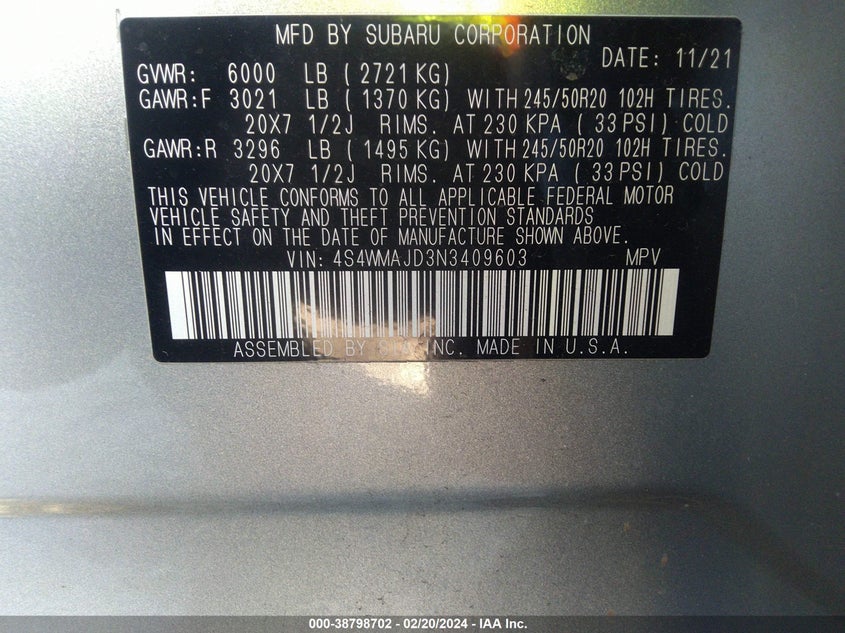 MFD BY SUBARU CORPORATION
DATE: 11/21
GVWR: 6000 LB ( 2721 KG)
GAWR:F 3021 LB ( 1370 KG) WITH 245/50R20 102H TIRES.
20X7 1/2J RIMS. AT 230 KPA ( 33 PSI) COLD
GAWR:R 3296 LB ( 1495 KG) WITH 245/50R20 102H TIRES.
20X7 1/2J RIMS. AT 230 KPA ( 33 PSI) COLD
THIS VEHICLE CONFORMS TO ALL APPLICABLE FEDERAL MOTOR
VEHICLE SAFETY AND THEFT PREVENTION STANDARDS
IN EFFECT ON THE DATE OF MANUFACTURE SHOWN ABOVE.
VIN: 4S4WMAJD3N3409603 MPV
ASSEMBLED BY SIA INC. MADE IN U.S.A.
000-38798702 - 02/20/2024 - IAA Inc.